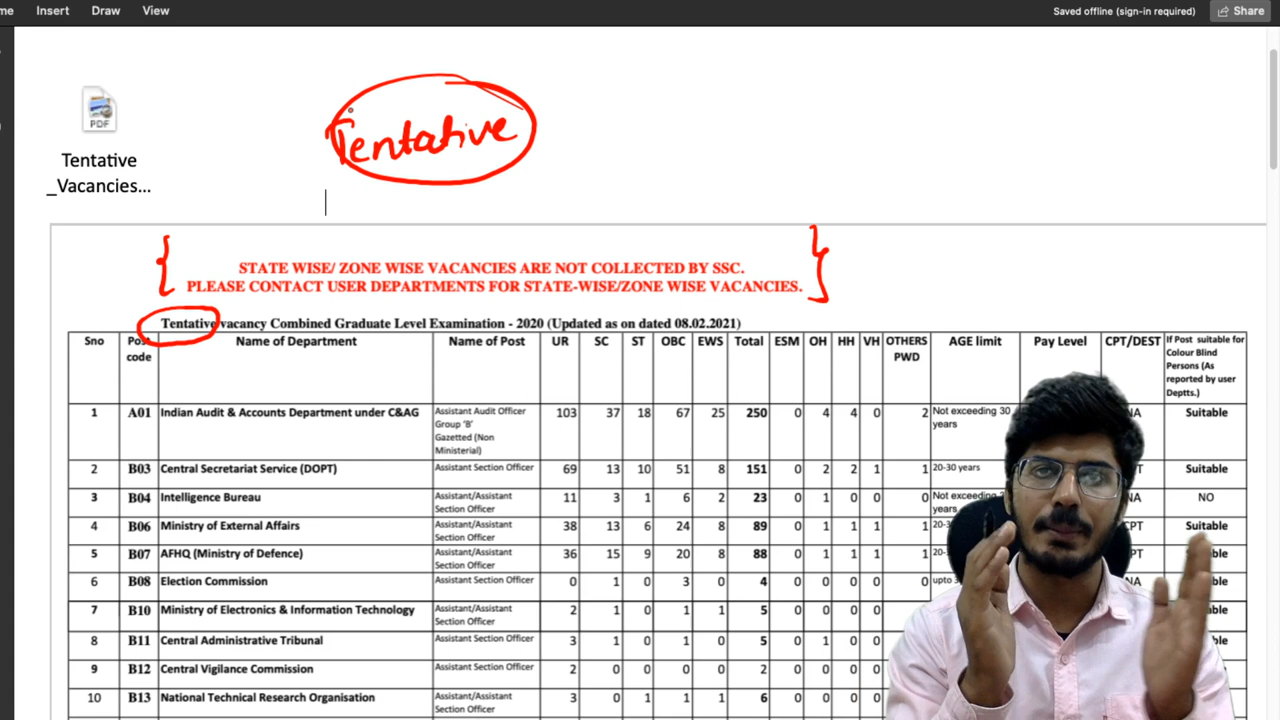 Insert Draw View Saved offline (sign-in required) Share
PDF
Tentative
_Vacancies...
Tentative
STATE WISE/ ZONE WISE VACANCIES ARE NOT COLLECTED BY SSC.
PLEASE CONTACT USER DEPARTMENTS FOR STATE-WISE/ZONE WISE VACANCIES.
Tentative vacancy Combined Graduate Level Examination - 2020 (Updated as on dated 08.02.2021)
Sno Post code Name of Department Name of Post UR SC ST OBC EWS Total ESM OH HH VH OTHERS PWD AGE limit Pay Level CPT/DEST If Post suitable for Colour Blind Persons (As reported by user Deptts.)
1 A01 Indian Audit & Accounts Department under C&AG Assistant Audit Officer Group 'B' Gazetted (Non Ministerial) 103 37 18 67 25 250 0 4 4 0 2 Not exceeding 30 years Suitable
2 B03 Central Secretariat Service (DOPT) Assistant Section Officer 69 13 10 51 8 151 0 2 2 1 1 20-30 years Suitable
3 B04 Intelligence Bureau Assistant/Assistant Section Officer 11 3 1 6 2 23 0 1 0 0 0 Not exceeding years NO
4 B06 Ministry of External Affairs Assistant/Assistant Section Officer 38 13 6 24 8 89 0 1 1 1 1 Suitable
5 B07 AFHQ (Ministry of Defence) Assistant/Assistant Section Officer 36 15 9 20 8 88 0 1 1 1 1
6 B08 Election Commission Assistant Section Officer 0 1 0 3 0 4 0 0 0 0 0 upto
7 B10 Ministry of Electronics & Information Technology Assistant/Assistant Section Officer 2 1 0 1 1 5 0 0 0 0
8 B11 Central Administrative Tribunal Assistant Section Officer 3 1 0 1 0 5 0 1 0 0
9 B12 Central Vigilance Commission Assistant Section Officer 2 0 0 0 0 2 0 0 0 0
10 B13 National Technical Research Organisation Assistant/Assistant Section Officer 3 0 1 1 1 6 0 0 0 0